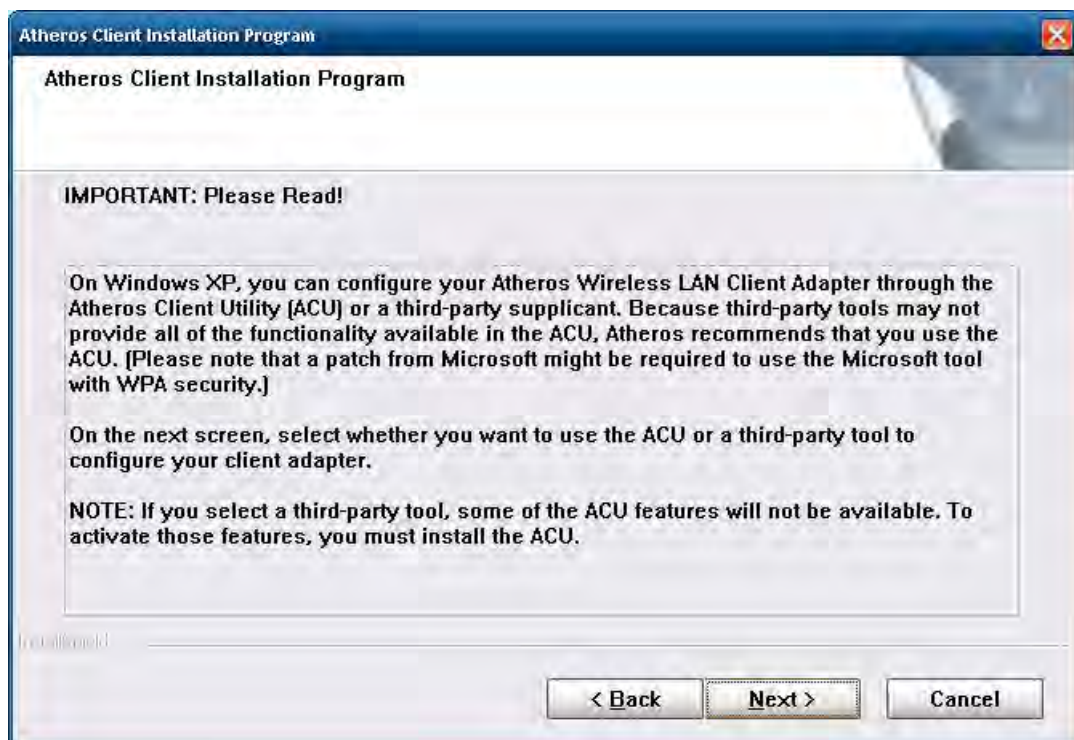 Atheros Client Installation Program
Atheros Client Installation Program
IMPORTANT: Please Read!
On Windows XP, you can configure your Atheros Wireless LAN Client Adapter through the
Atheros Client Utility (ACU) or a third-party supplicant. Because third-party tools may not
provide all of the functionality available in the ACU, Atheros recommends that you use the
ACU. (Please note that a patch from Microsoft might be required to use the Microsoft tool
with WPA security.)
On the next screen, select whether you want to use the ACU or a third-party tool to
configure your client adapter.
NOTE: If you select a third-party tool, some of the ACU features will not be available. To
activate those features, you must install the ACU.
InstallShield
< Back
Next >
Cancel